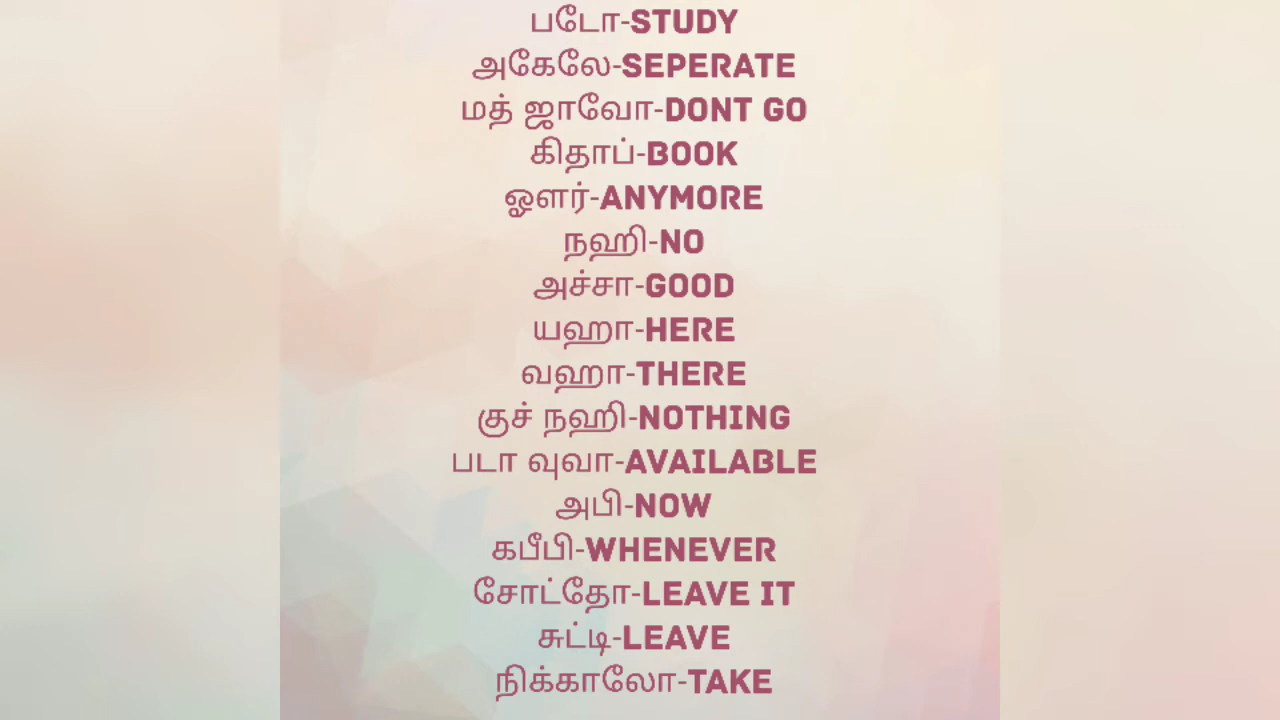 படோ-STUDY
அகேலே-SEPERATE
மத் ஜாவோ-DONT GO
கிதாப்-BOOK
ஔர்-ANYMORE
நஹி-NO
அச்சா-GOOD
யஹா-HERE
வஹா-THERE
குச் நஹி-NOTHING
படா வுவா-AVAILABLE
அபி-NOW
கபீபி-WHENEVER
சோட்தோ-LEAVE IT
சுட்டி-LEAVE
நிக்காலோ-TAKE